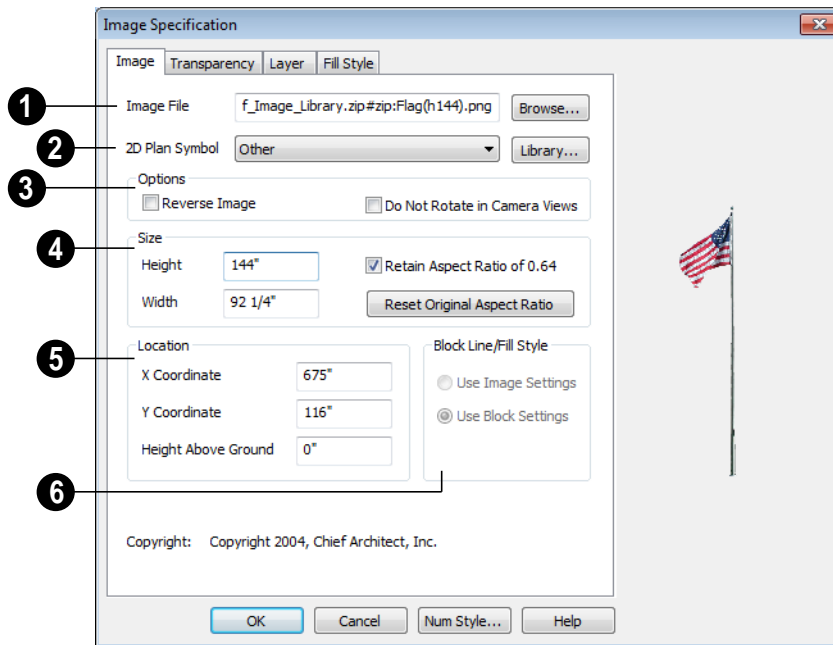 Image Specification
Image Transparency Layer Fill Style
1 Image File f_Image_Library.zip#zip:Flag(h144).png Browse...
2 2D Plan Symbol Other Library...
3 Options
Reverse Image Do Not Rotate in Camera Views
4 Size
Height 144" Retain Aspect Ratio of 0.64
Width 92 1/4" Reset Original Aspect Ratio
5 Location Block Line/Fill Style
X Coordinate 675" Use Image Settings
Y Coordinate 116" Use Block Settings
Height Above Ground 0"
6
Copyright: Copyright 2004, Chief Architect, Inc.
OK Cancel Num Style... Help